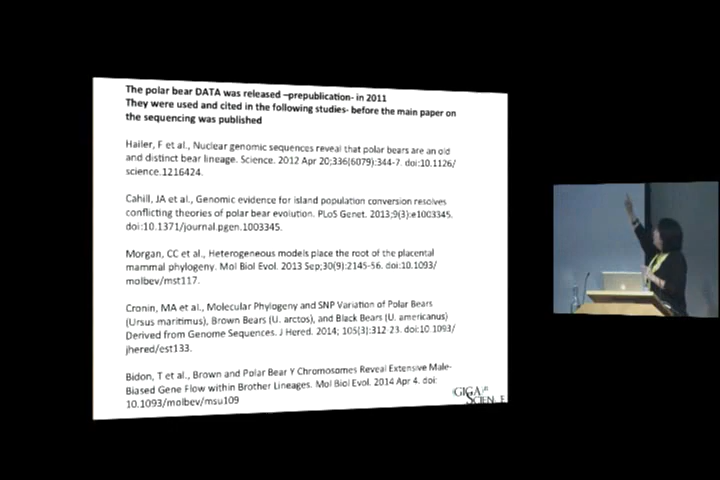 The polar bear DATA was released –prepublication- in 2011
They were used and cited in the following studies- before the main paper on
the sequencing was published
Hailer, F et al., Nuclear genomic sequences reveal that polar bears are an old
and distinct bear lineage. Science. 2012 Apr 20;336(6079):344-7. doi:10.1126/
science.1216424.
Cahill, JA et al., Genomic evidence for island population conversion resolves
conflicting theories of polar bear evolution. PLoS Genet. 2013;9(3):e1003345.
doi:10.1371/journal.pgen.1003345.
Morgan, CC et al., Heterogeneous models place the root of the placental
mammal phylogeny. Mol Biol Evol. 2013 Sep;30(9):2145-56. doi:10.1093/
molbev/mst117.
Cronin, MA et al., Molecular Phylogeny and SNP Variation of Polar Bears
(Ursus maritimus), Brown Bears (U. arctos), and Black Bears (U. americanus)
Derived from Genome Sequences. J Hered. 2014; 105(3):312-23. doi:10.1093/
jhered/est133.
Bidon, T et al., Brown and Polar Bear Y Chromosomes Reveal Extensive Male-
Biased Gene Flow within Brother Lineages. Mol Biol Evol. 2014 Apr 4. doi:
10.1093/molbev/msu109
GIGA
SCIENCE